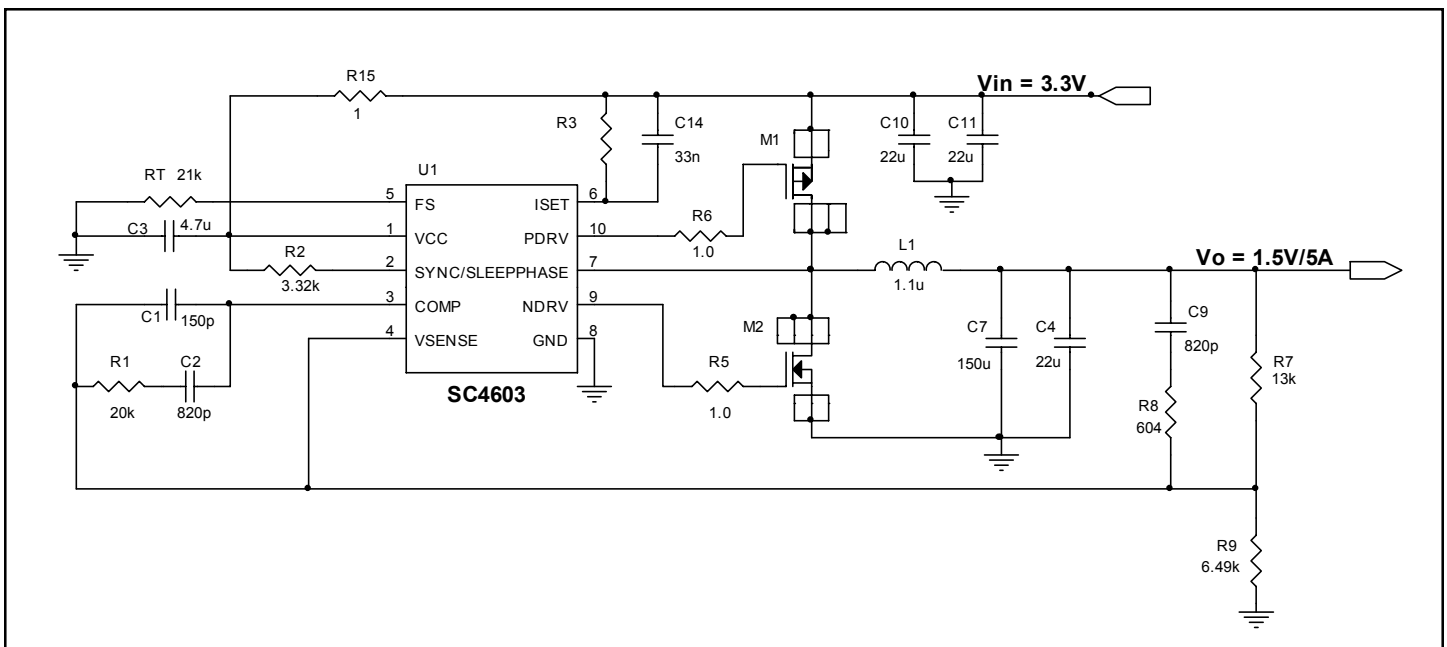 R15
1
Vin = 3.3V
R3
C14
33n
M1
C10
22u
C11
22u
RT 21k
U1
5
FS
ISET
6
C3
4.7u
1
VCC
PDRV
10
R6
1.0
R2
3.32k
2
SYNC/SLEEPPHASE
7
L1
1.1u
Vo = 1.5V/5A
C1
150p
3
COMP
NDRV
9
M2
4
VSENSE
GND
8
C7
150u
C4
22u
C9
820p
R1
20k
C2
820p
SC4603
R5
1.0
R7
13k
R8
604
R9
6.49k